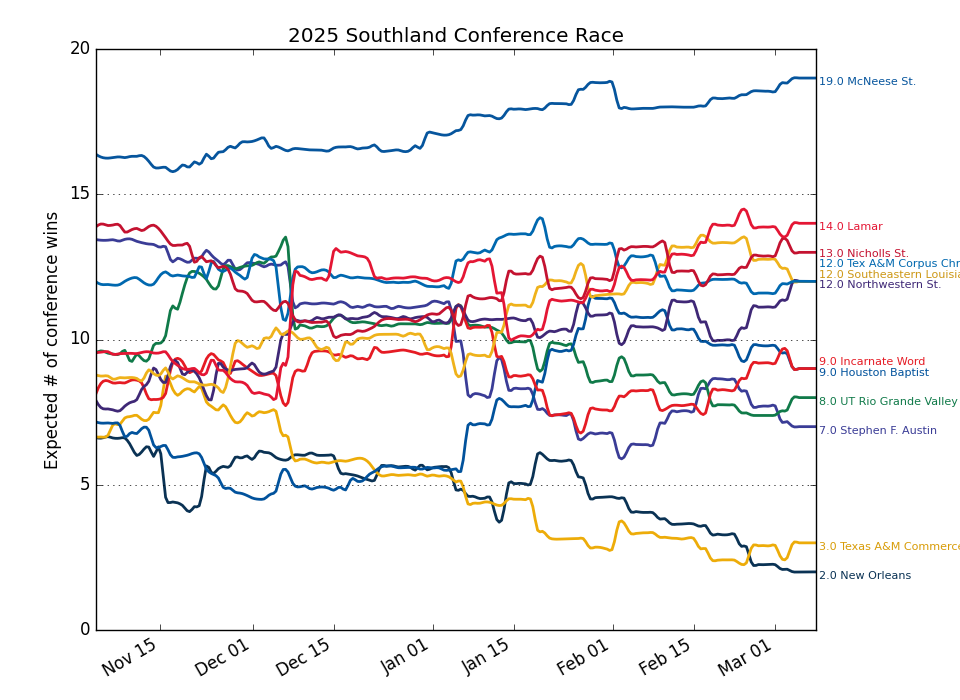 2025 Southland Conference Race
Expected # of conference wins
20
15
10
5
0
19.0 McNeese St.
14.0 Lamar
13.0 Nicholls St.
12.0 Tex A&M Corpus Chr
12.0 Southeastern Louisia
12.0 Northwestern St.
9.0 Incarnate Word
9.0 Houston Baptist
8.0 UT Rio Grande Valley
7.0 Stephen F. Austin
3.0 Texas A&M Commerce
2.0 New Orleans
Nov 15
Dec 01
Dec 15
Jan 01
Jan 15
Feb 01
Feb 15
Mar 01